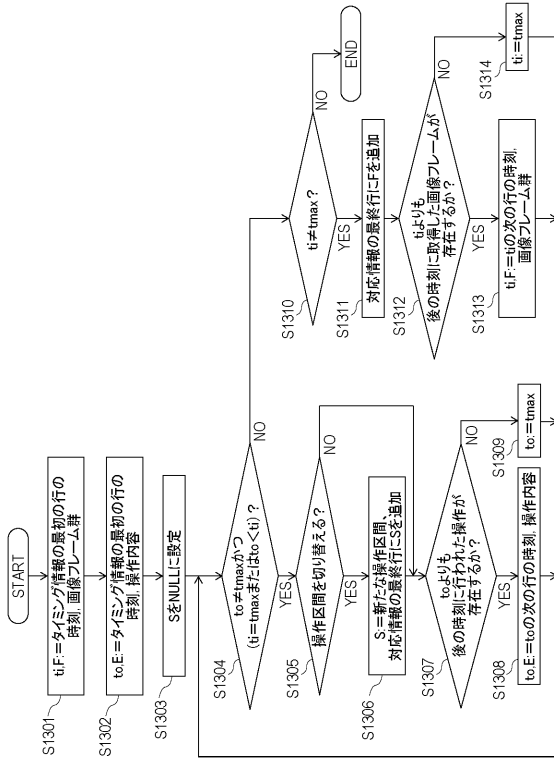 START
S1301
ti,F:=タイミング情報の最初の行の
時刻, 画像フレーム群
S1302
to,E:=タイミング情報の最初の行の
時刻, 操作内容
S1303
SをNULLに設定
S1304
to≠tmaxかつ
(ti=tmaxまたはto<ti)?
NO
YES
S1305
操作区間を切り替える?
NO
YES
S1306
S:=新たな操作区間、
対応情報の最終行にSを追加
S1307
toよりも
後の時刻に行われた操作が
存在するか?
NO
YES
S1308
to,E:=toの次の行の時刻, 操作内容
S1309
to:=tmax
S1310
ti≠tmax?
NO
END
YES
S1311
対応情報の最終行にFを追加
S1312
tiよりも
後の時刻に取得した画像フレームが
存在するか?
NO
YES
S1313
ti,F:=tiの次の行の時刻,
画像フレーム群
S1314
ti:=tmax